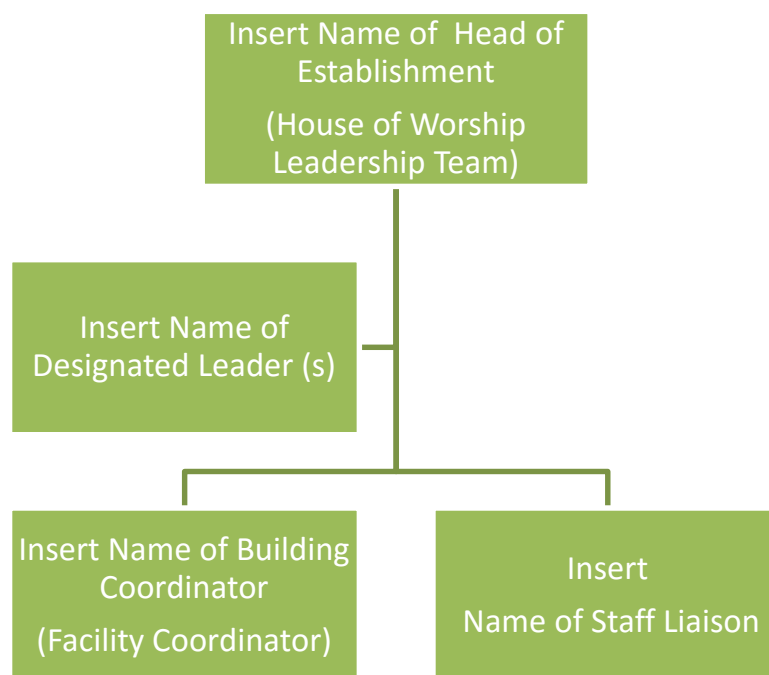 Insert Name of  Head of
Establishment
(House of Worship
Leadership Team)
Insert Name of
Designated Leader (s)
Insert Name of Building
Coordinator
(Facility Coordinator)
Insert
Name of Staff Liaison